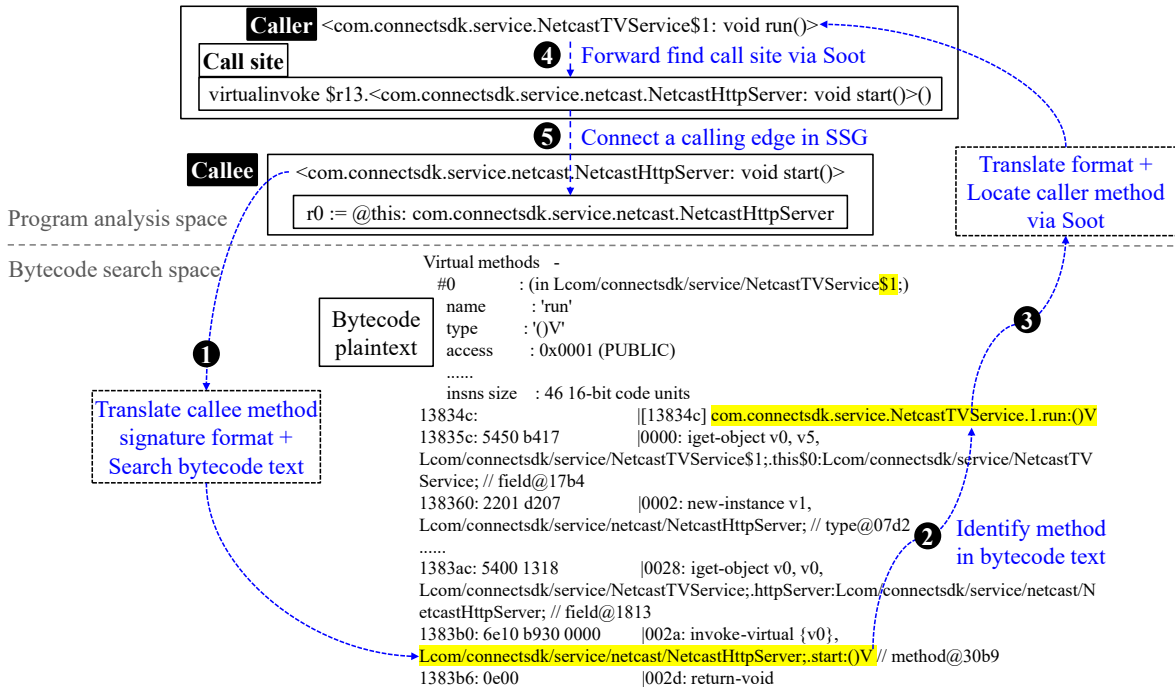 Caller <com.connectsdk.service.NetcastTVService$1: void run()>
Call site
4 Forward find call site via Soot
virtualinvoke $r13.<com.connectsdk.service.netcast.NetcastHttpServer: void start()>()
5 Connect a calling edge in SSG
Callee <com.connectsdk.service.netcast.NetcastHttpServer: void start()>
r0 := @this: com.connectsdk.service.netcast.NetcastHttpServer
Translate format +
Locate caller method
via Soot
Program analysis space
Bytecode search space
1
Translate callee method
signature format +
Search bytecode text
Bytecode
plaintext
Virtual methods -
#0 : (in Lcom/connectsdk/service/NetcastTVService$1;)
name : 'run'
type : '()V'
access : 0x0001 (PUBLIC)
......
insns size : 46 16-bit code units
13834c: |[13834c] com.connectsdk.service.NetcastTVService.1.run:()V
13835c: 5450 b417 |0000: iget-object v0, v5,
Lcom/connectsdk/service/NetcastTVService$1;.this$0:Lcom/connectsdk/service/NetcastTV
Service; // field@17b4
138360: 2201 d207 |0002: new-instance v1,
Lcom/connectsdk/service/netcast/NetcastHttpServer; // type@07d2
......
1383ac: 5400 1318 |0028: iget-object v0, v0,
Lcom/connectsdk/service/NetcastTVService;.httpServer:Lcom/connectsdk/service/netcast/N
etcastHttpServer; // field@1813
1383b0: 6e10 b930 0000 |002a: invoke-virtual {v0},
Lcom/connectsdk/service/netcast/NetcastHttpServer;.start:()V // method@30b9
1383b6: 0e00 |002d: return-void
3
2 Identify method
in bytecode text